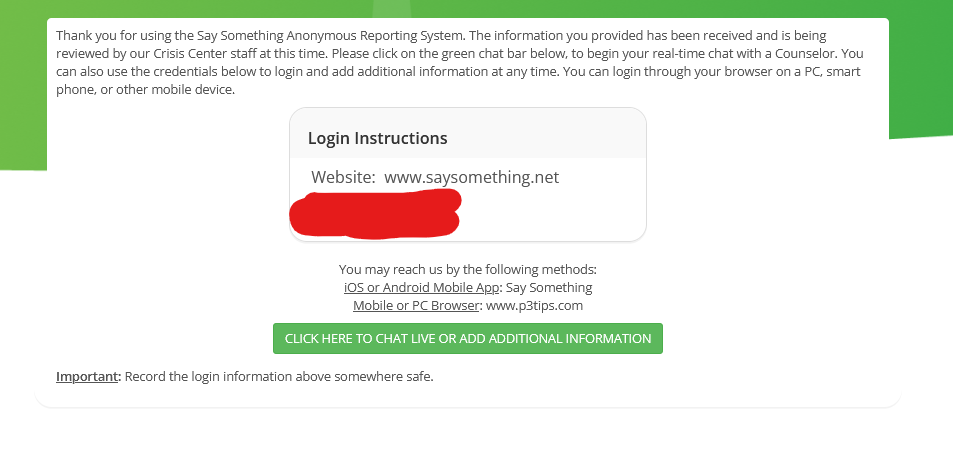 Thank you for using the Say Something Anonymous Reporting System. The information you provided has been received and is being
reviewed by our Crisis Center staff at this time. Please click on the green chat bar below, to begin your real-time chat with a Counselor. You
can also use the credentials below to login and add additional information at any time. You can login through your browser on a PC, smart
phone, or other mobile device.
Login Instructions
Website: www.saysomething.net
You may reach us by the following methods:
iOS or Android Mobile App: Say Something
Mobile or PC Browser: www.p3tips.com
CLICK HERE TO CHAT LIVE OR ADD ADDITIONAL INFORMATION
Important: Record the login information above somewhere safe.